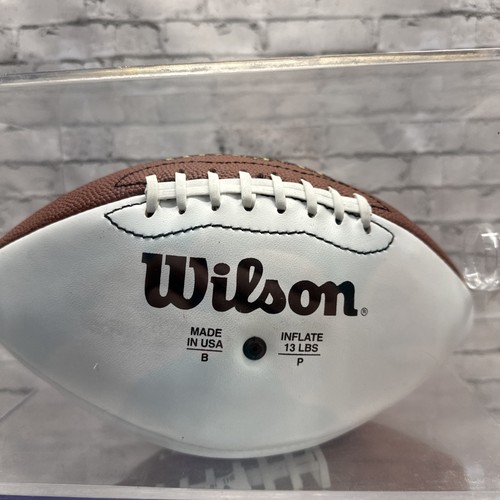 Wilson®
MADE
IN USA
B
INFLATE
13 LBS
P